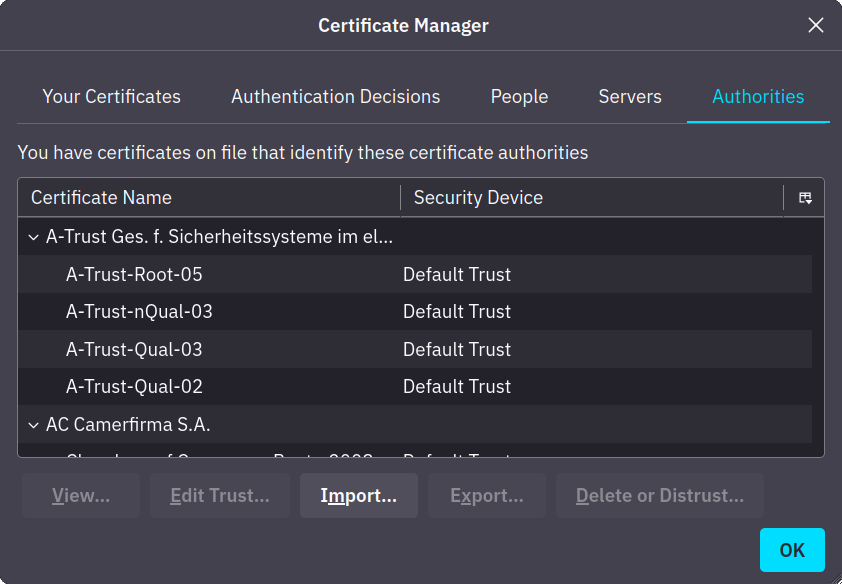 Certificate Manager
Your Certificates Authentication Decisions People Servers Authorities
You have certificates on file that identify these certificate authorities
Certificate Name Security Device
A-Trust Ges. f. Sicherheitssysteme im el...
A-Trust-Root-05 Default Trust
A-Trust-nQual-03 Default Trust
A-Trust-Qual-03 Default Trust
A-Trust-Qual-02 Default Trust
AC Camerfirma S.A.
View... Edit Trust... Import... Export... Delete or Distrust...
OK